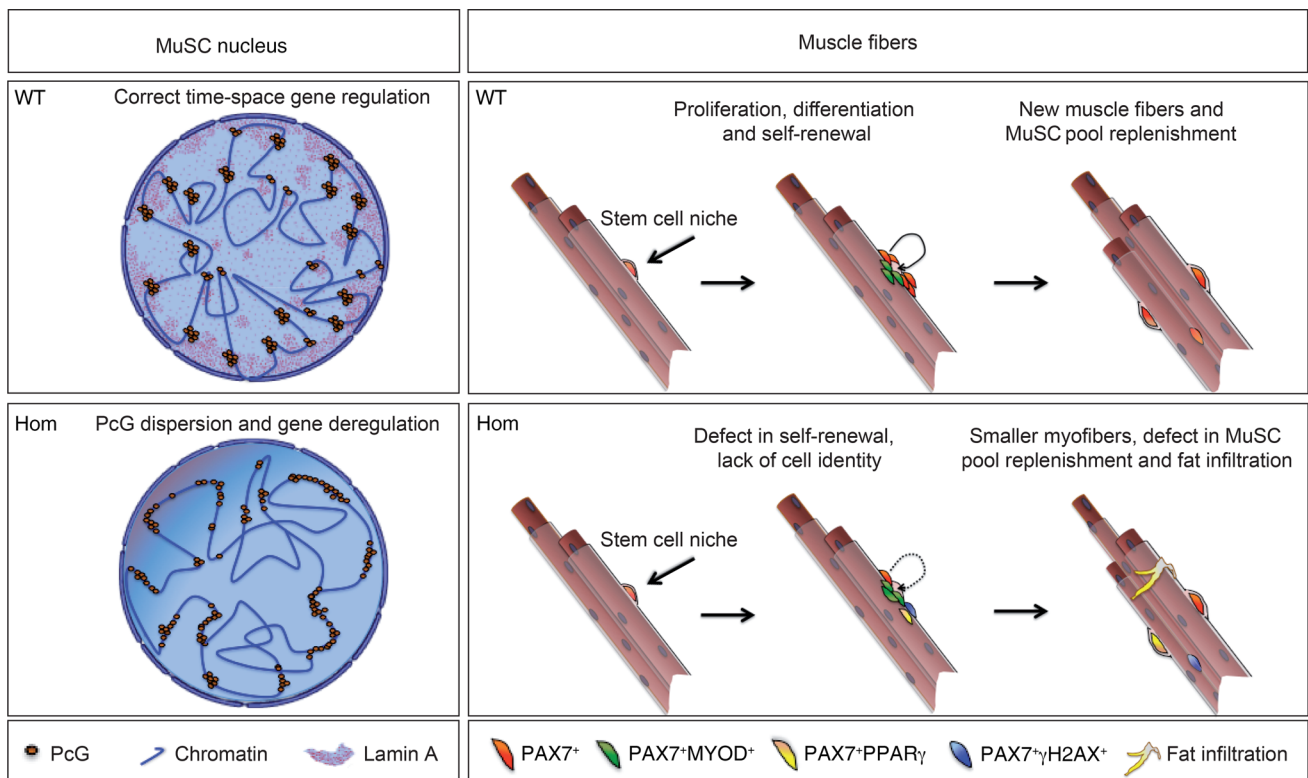 MuSC nucleus
Muscle fibers
WT
Correct time-space gene regulation
WT
Proliferation, differentiation
and self-renewal
New muscle fibers and
MuSC pool replenishment
Stem cell niche
Hom
PcG dispersion and gene deregulation
Hom
Defect in self-renewal,
lack of cell identity
Smaller myofibers, defect in MuSC
pool replenishment and fat infiltration
Stem cell niche
PcG
Chromatin
Lamin A
PAX7⁺
PAX7⁺MYOD⁺
PAX7⁺PPARγ
PAX7⁺γH2AX⁺
Fat infiltration